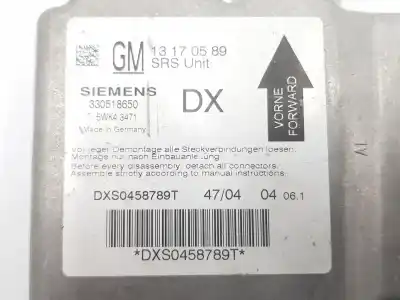 GM 13 17 05 89
SRS Unit
SIEMENS
330518650
5WK4 3471
Made in Germany
DX
VORNE
FORWARD
Vor jeder Demontage alle Steckverbindungen loesen.
Montage nur nach Einbauanleitung.
Before every disassembly, detach all connectors.
Assemble strictly according to manual instructions.
DXS0458789T 47/04 04 06.1
*DXS0458789T*